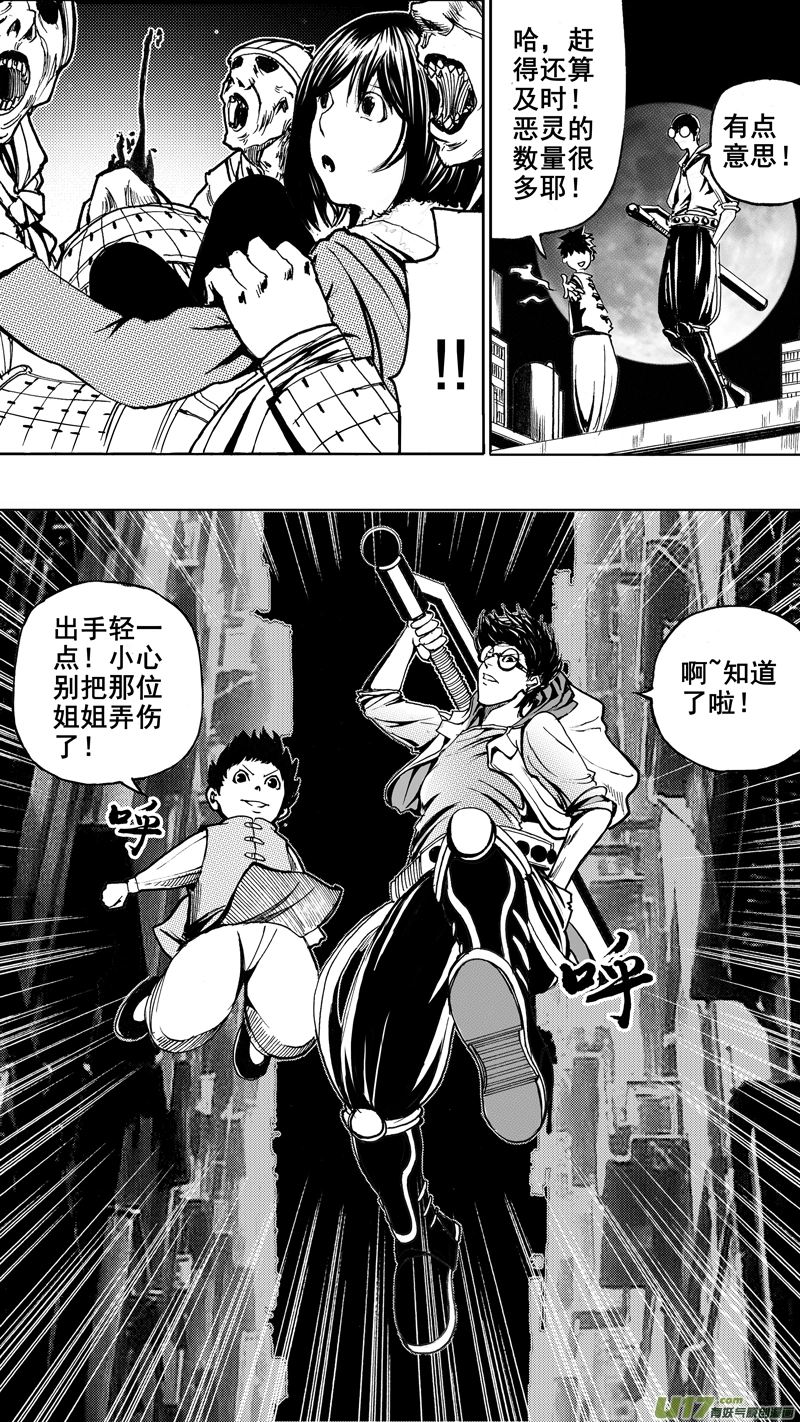 !!
哈，赶
得还算
及时！
恶灵的
数量很
多耶！
有点
意思！
出手轻一
点！小心
别把那位
姐姐弄伤
了！
呼
啊~知道
了啦！
呼
U17.com
有妖气原创漫画